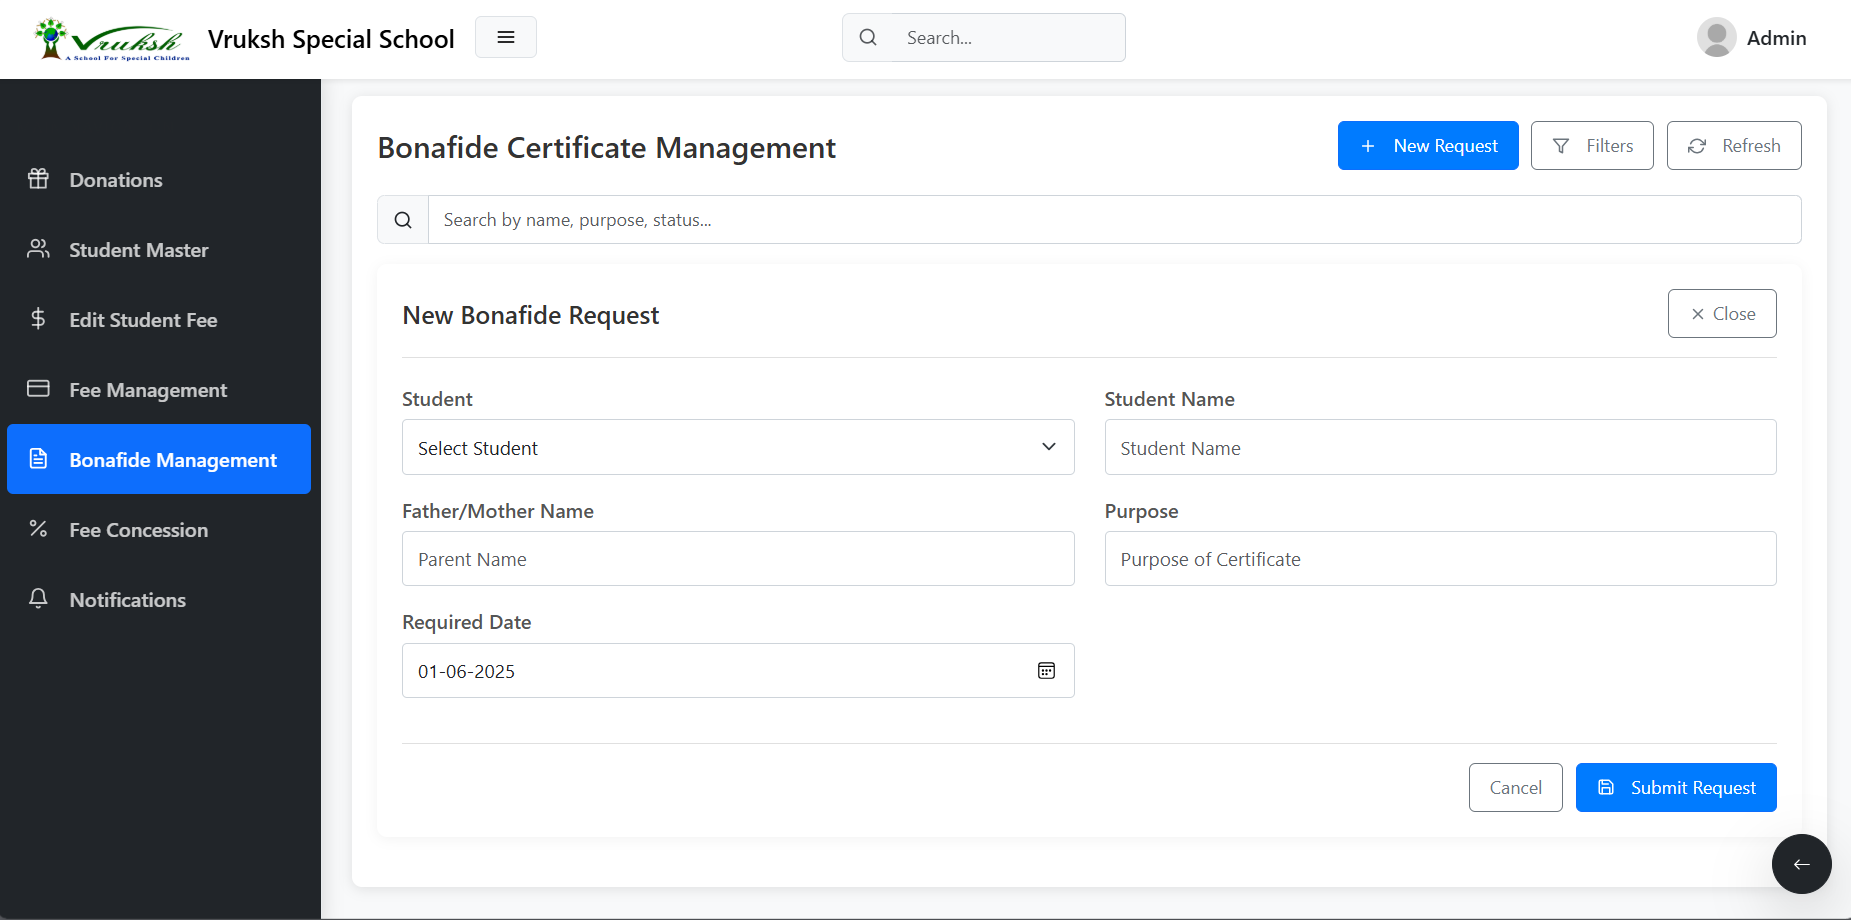 Vruksh
A School For Special Children
Vruksh Special School
Search...
Admin
Donations
Student Master
Edit Student Fee
Fee Management
Bonafide Management
Fee Concession
Notifications
Bonafide Certificate Management
New Request
Filters
Refresh
Search by name, purpose, status...
New Bonafide Request
Close
Student
Student Name
Select Student
Student Name
Father/Mother Name
Purpose
Parent Name
Purpose of Certificate
Required Date
01-06-2025
Cancel
Submit Request